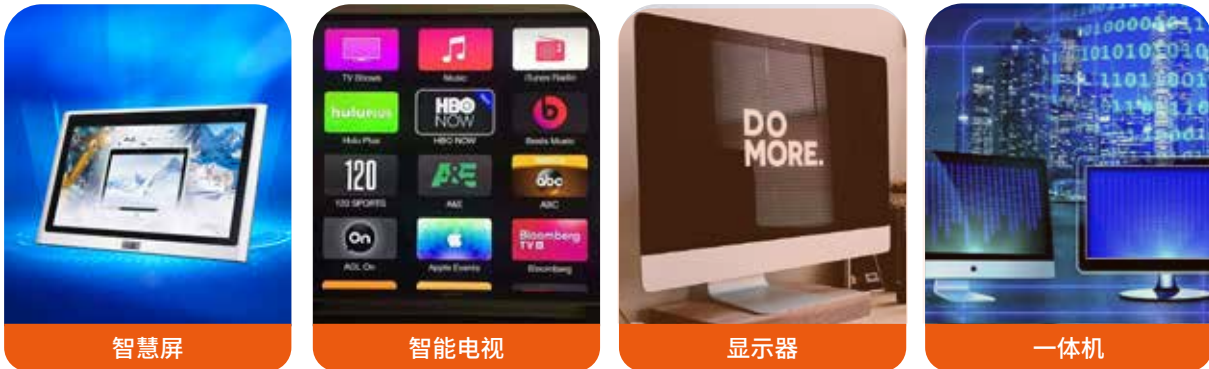 TV Shows
Music
iTunes Radio
huluplus
HBO
NOW
Hulu Plus
HBO NOW
Beats Music
120
A&E
abc
120 SPORTS
A&E
ABC
On
Bloomberg
TV
AOL On
Apple Events
Bloomberg
DO
MORE.
智慧屏
智能电视
显示器
一体机